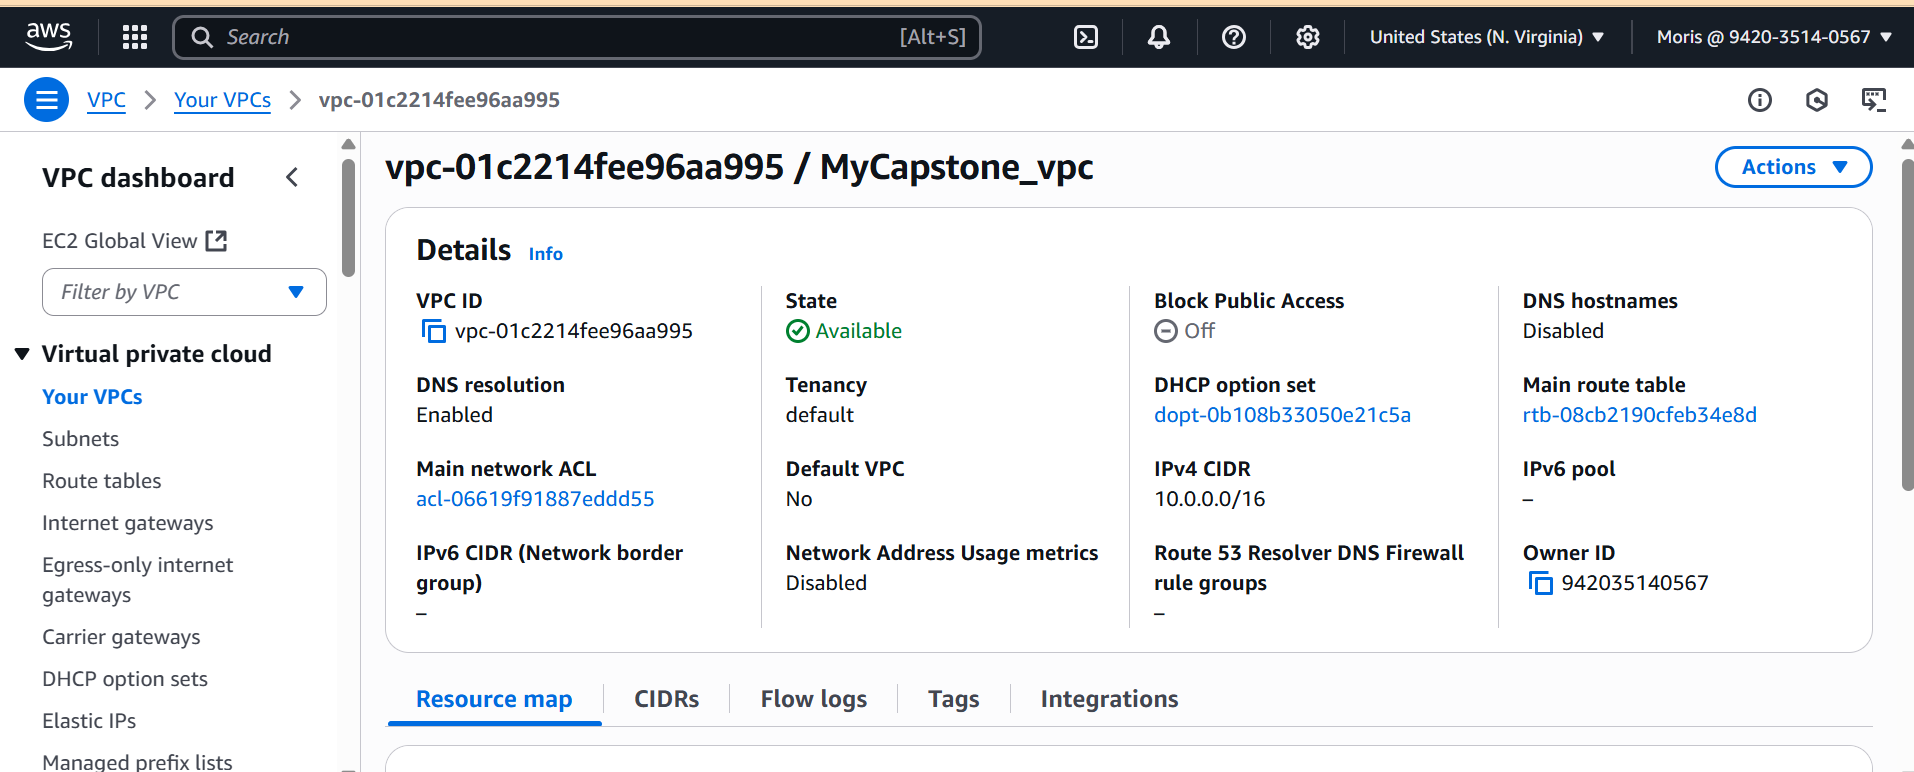 aws
Search [Alt+S]
United States (N. Virginia)
Moris @ 9420-3514-0567
VPC
Your VPCs
vpc-01c2214fee96aa995
VPC dashboard
EC2 Global View
Filter by VPC
Virtual private cloud
Your VPCs
Subnets
Route tables
Internet gateways
Egress-only internet
gateways
Carrier gateways
DHCP option sets
Elastic IPs
Managed prefix lists
vpc-01c2214fee96aa995 / MyCapstone_vpc
Actions
Details Info
VPC ID
vpc-01c2214fee96aa995
State
Available
Block Public Access
Off
DNS hostnames
Disabled
DNS resolution
Enabled
Tenancy
default
DHCP option set
dopt-0b108b33050e21c5a
Main route table
rtb-08cb2190cfeb34e8d
Main network ACL
acl-06619f91887eddd55
Default VPC
No
IPv4 CIDR
10.0.0.0/16
IPv6 pool
–
IPv6 CIDR (Network border
group)
–
Network Address Usage metrics
Disabled
Route 53 Resolver DNS Firewall
rule groups
–
Owner ID
942035140567
Resource map
CIDRs
Flow logs
Tags
Integrations